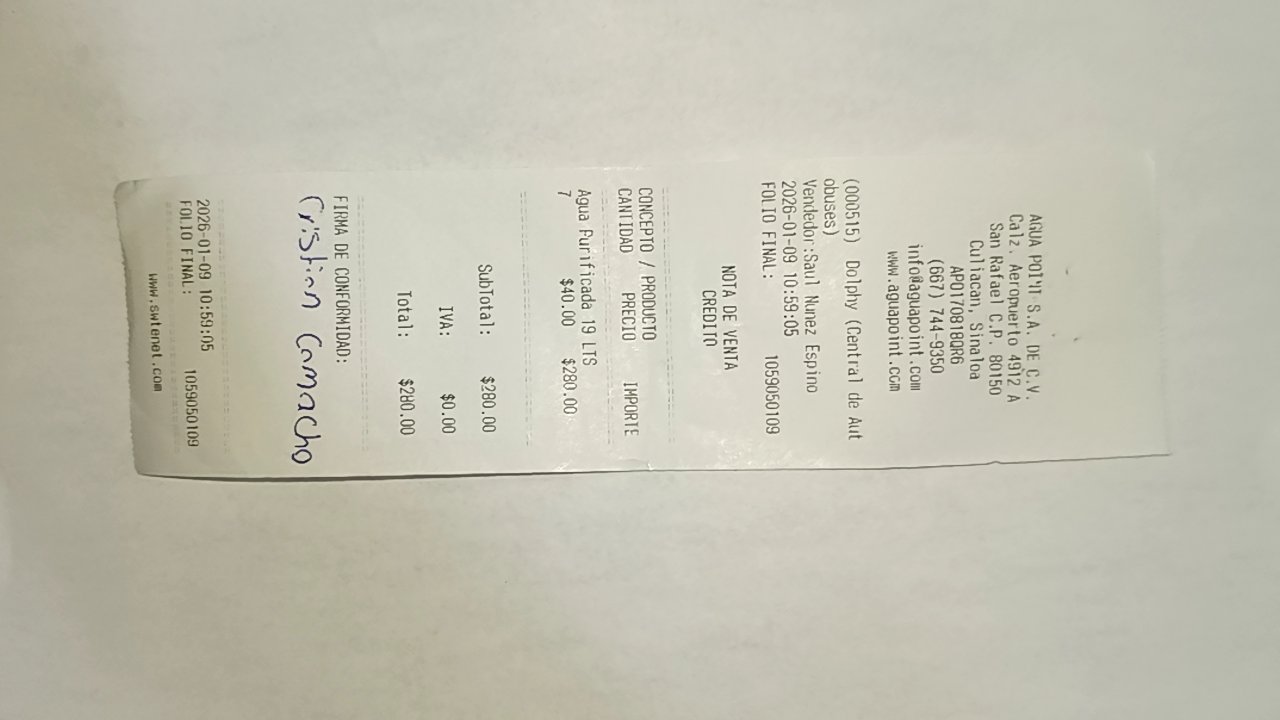 AGUA POINT S.A. DE C.V.
Calz. Aeropuerto 4912 A
San Rafael C.P. 80150
Culiacan, Sinaloa
APO170818QR6
(667) 744-9350
info@aguapoint.com
www.aguapoint.com
(000515) Dolphy (Central de Aut
obuses)
Vendedor:Saul Nunez Espino
2026-01-09 10:59:05
FOLIO FINAL: 1059050109
NOTA DE VENTA
CREDITO
CONCEPTO / PRODUCTO
CANTIDAD PRECIO IMPORTE
Agua Purificada 19 LTS
7 $40.00 $280.00
SubTotal: $280.00
IVA: $0.00
Total: $280.00
FIRMA DE CONFORMIDAD:
Cristian Camacho
2026-01-09 10:59:05
FOLIO FINAL: 1059050109
www.swtenet.com